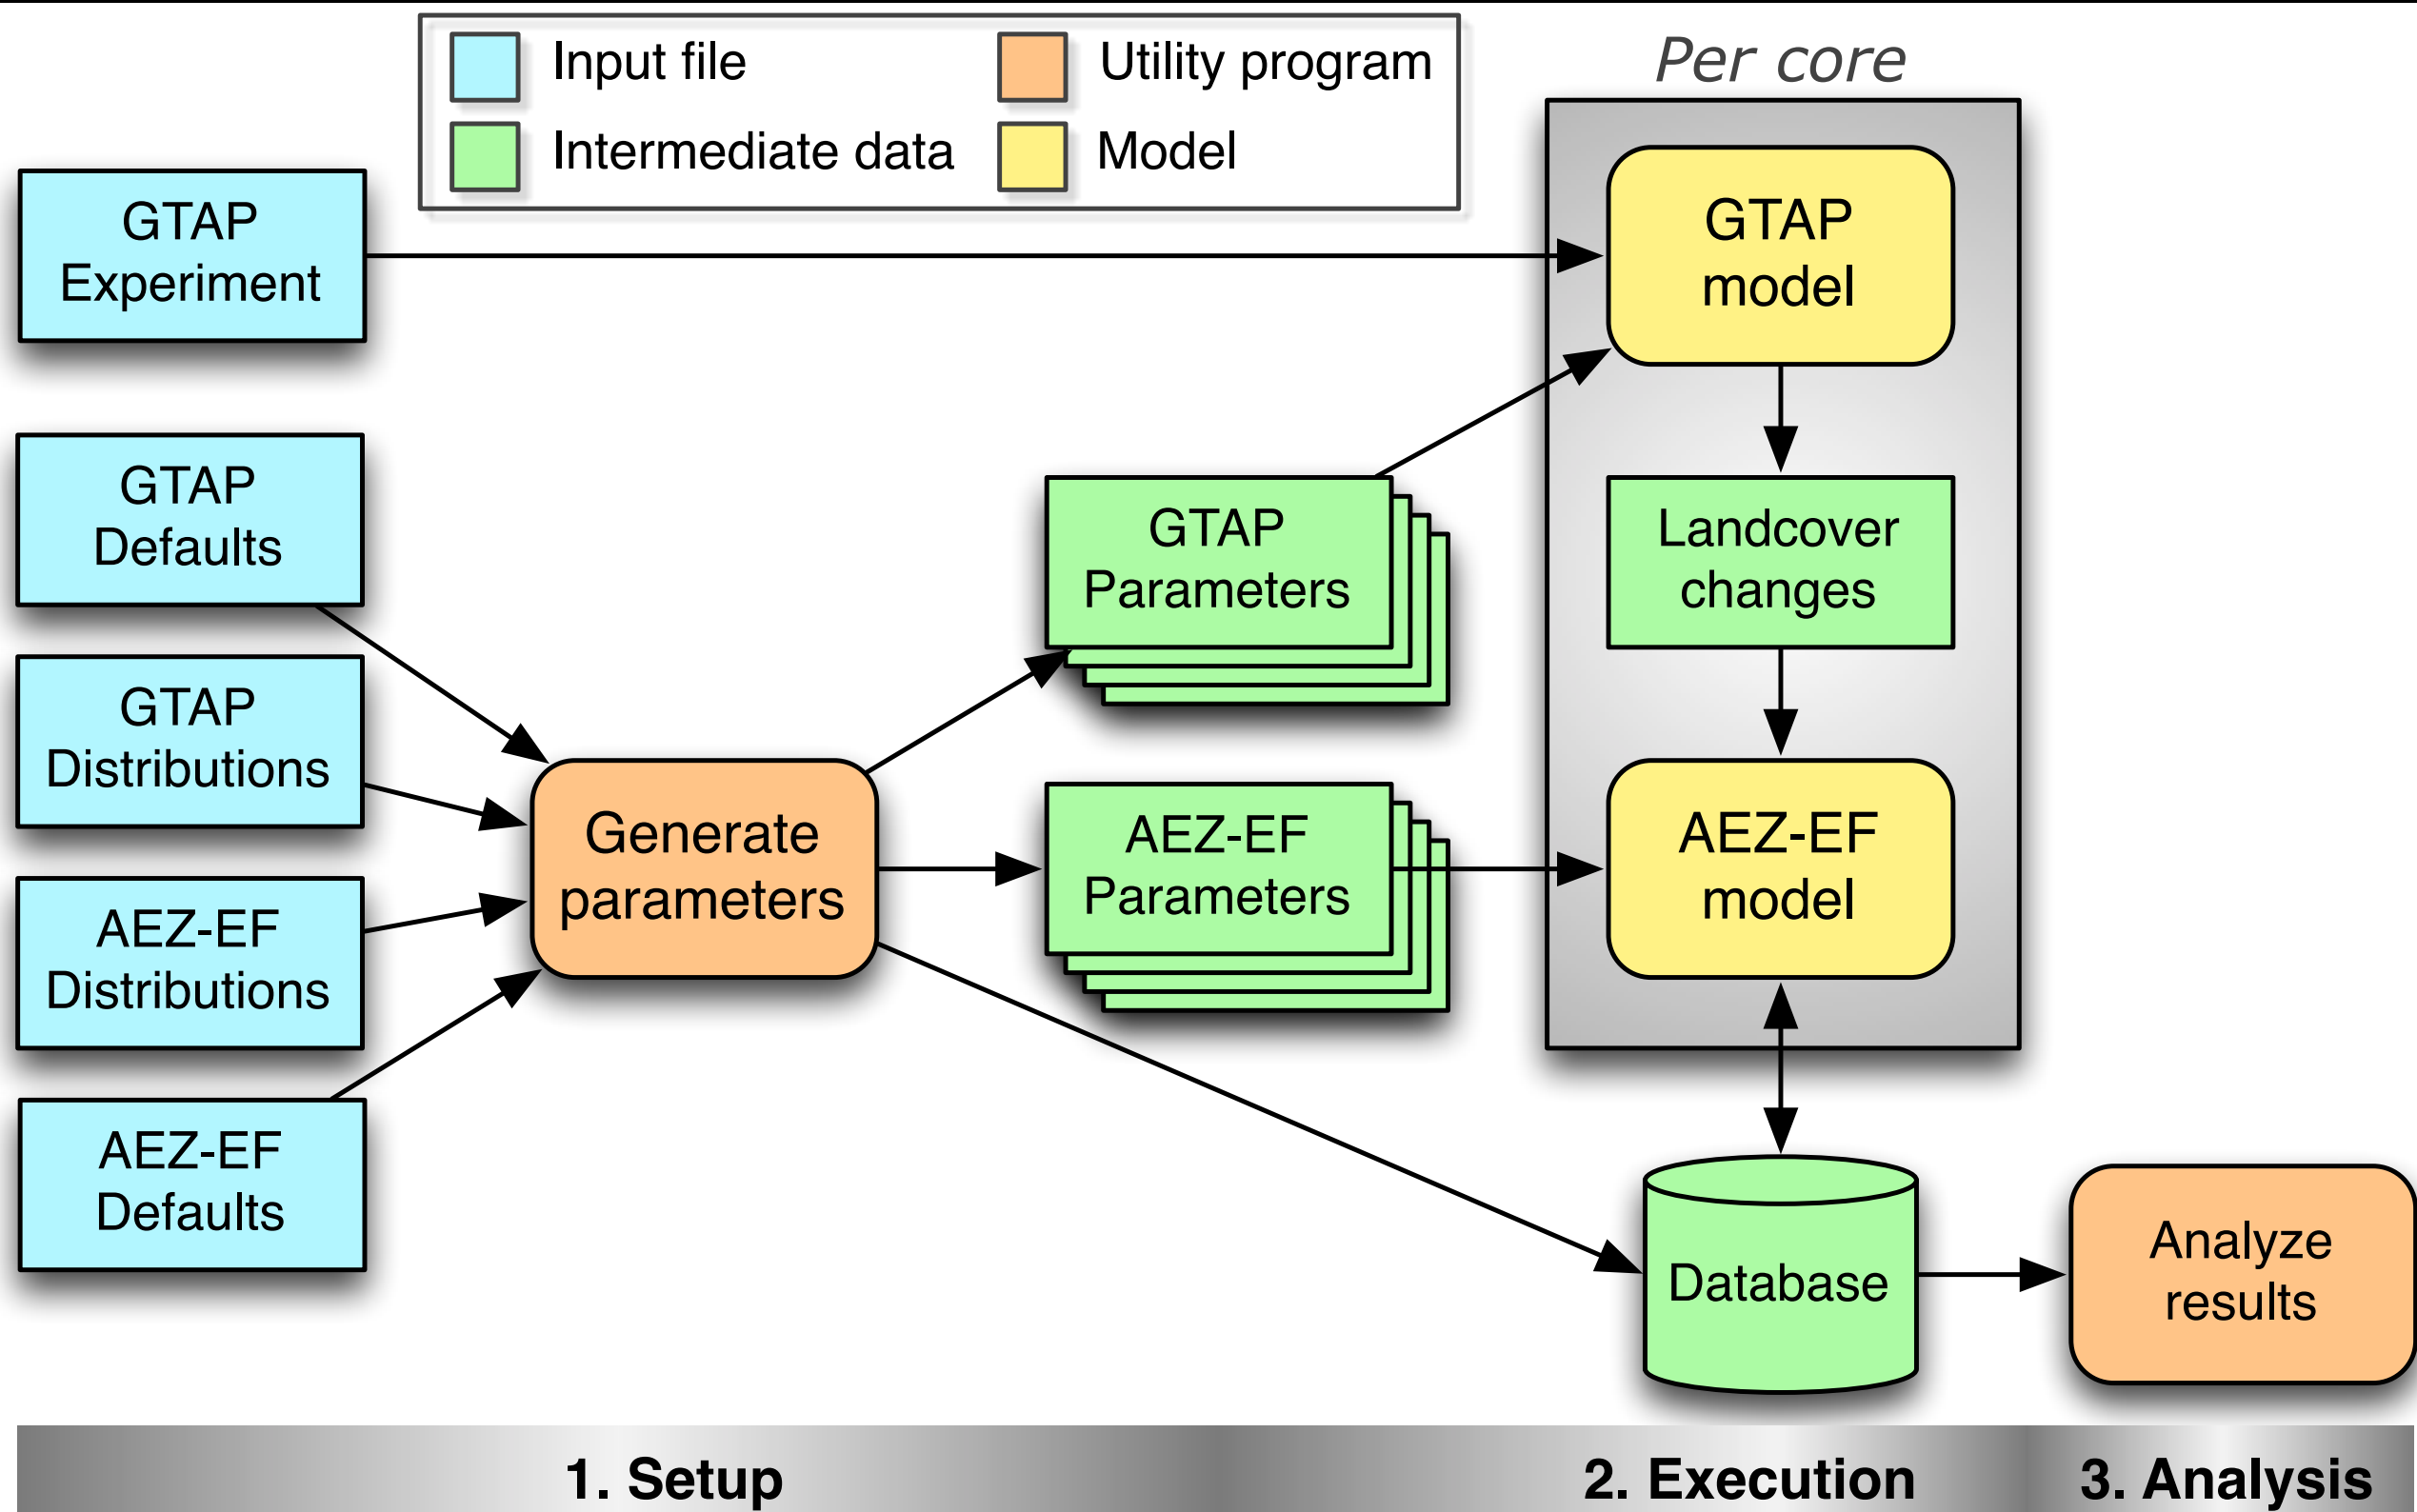 Input file
Utility program
Intermediate data
Model
Per core
GTAP
Experiment
GTAP
model
GTAP
Defaults
GTAP
Parameters
Landcover
changes
GTAP
Distributions
Generate
parameters
AEZ-EF
Parameters
AEZ-EF
model
AEZ-EF
Distributions
AEZ-EF
Defaults
Database
Analyze
results
1. Setup
2. Execution
3. Analysis